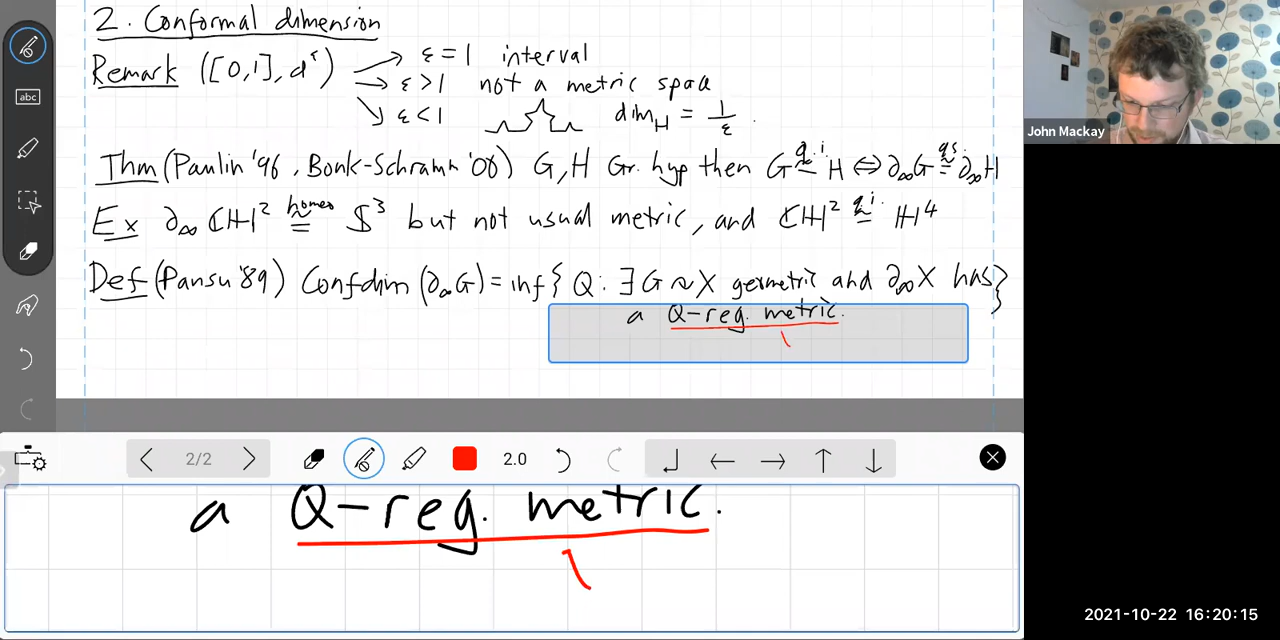 2. Conformal dimension
Remark ([0,1], d^ε) → ε=1 interval
→ ε>1 not a metric space
↘ ε<1 dim_H = 1/ε.
Thm (Paulin '96, Bonk-Schramm '00) G, H Gr. hyp then G ≅^{q.i.} H ⇔ ∂∞G ≅^{qs.} ∂∞H
Ex ∂∞ ℂH² ≅^{homeo} S³ but not usual metric, and ℂH² ≇^{q.i.} H⁴
Def (Pansu '89) Confdim (∂∞G) = inf { Q : ∃ G ↷ X geometric and ∂∞X has }
a Q-reg. metric.
John Mackay
abc
2/2
2.0
a Q-reg. metric.
2021-10-22 16:20:15